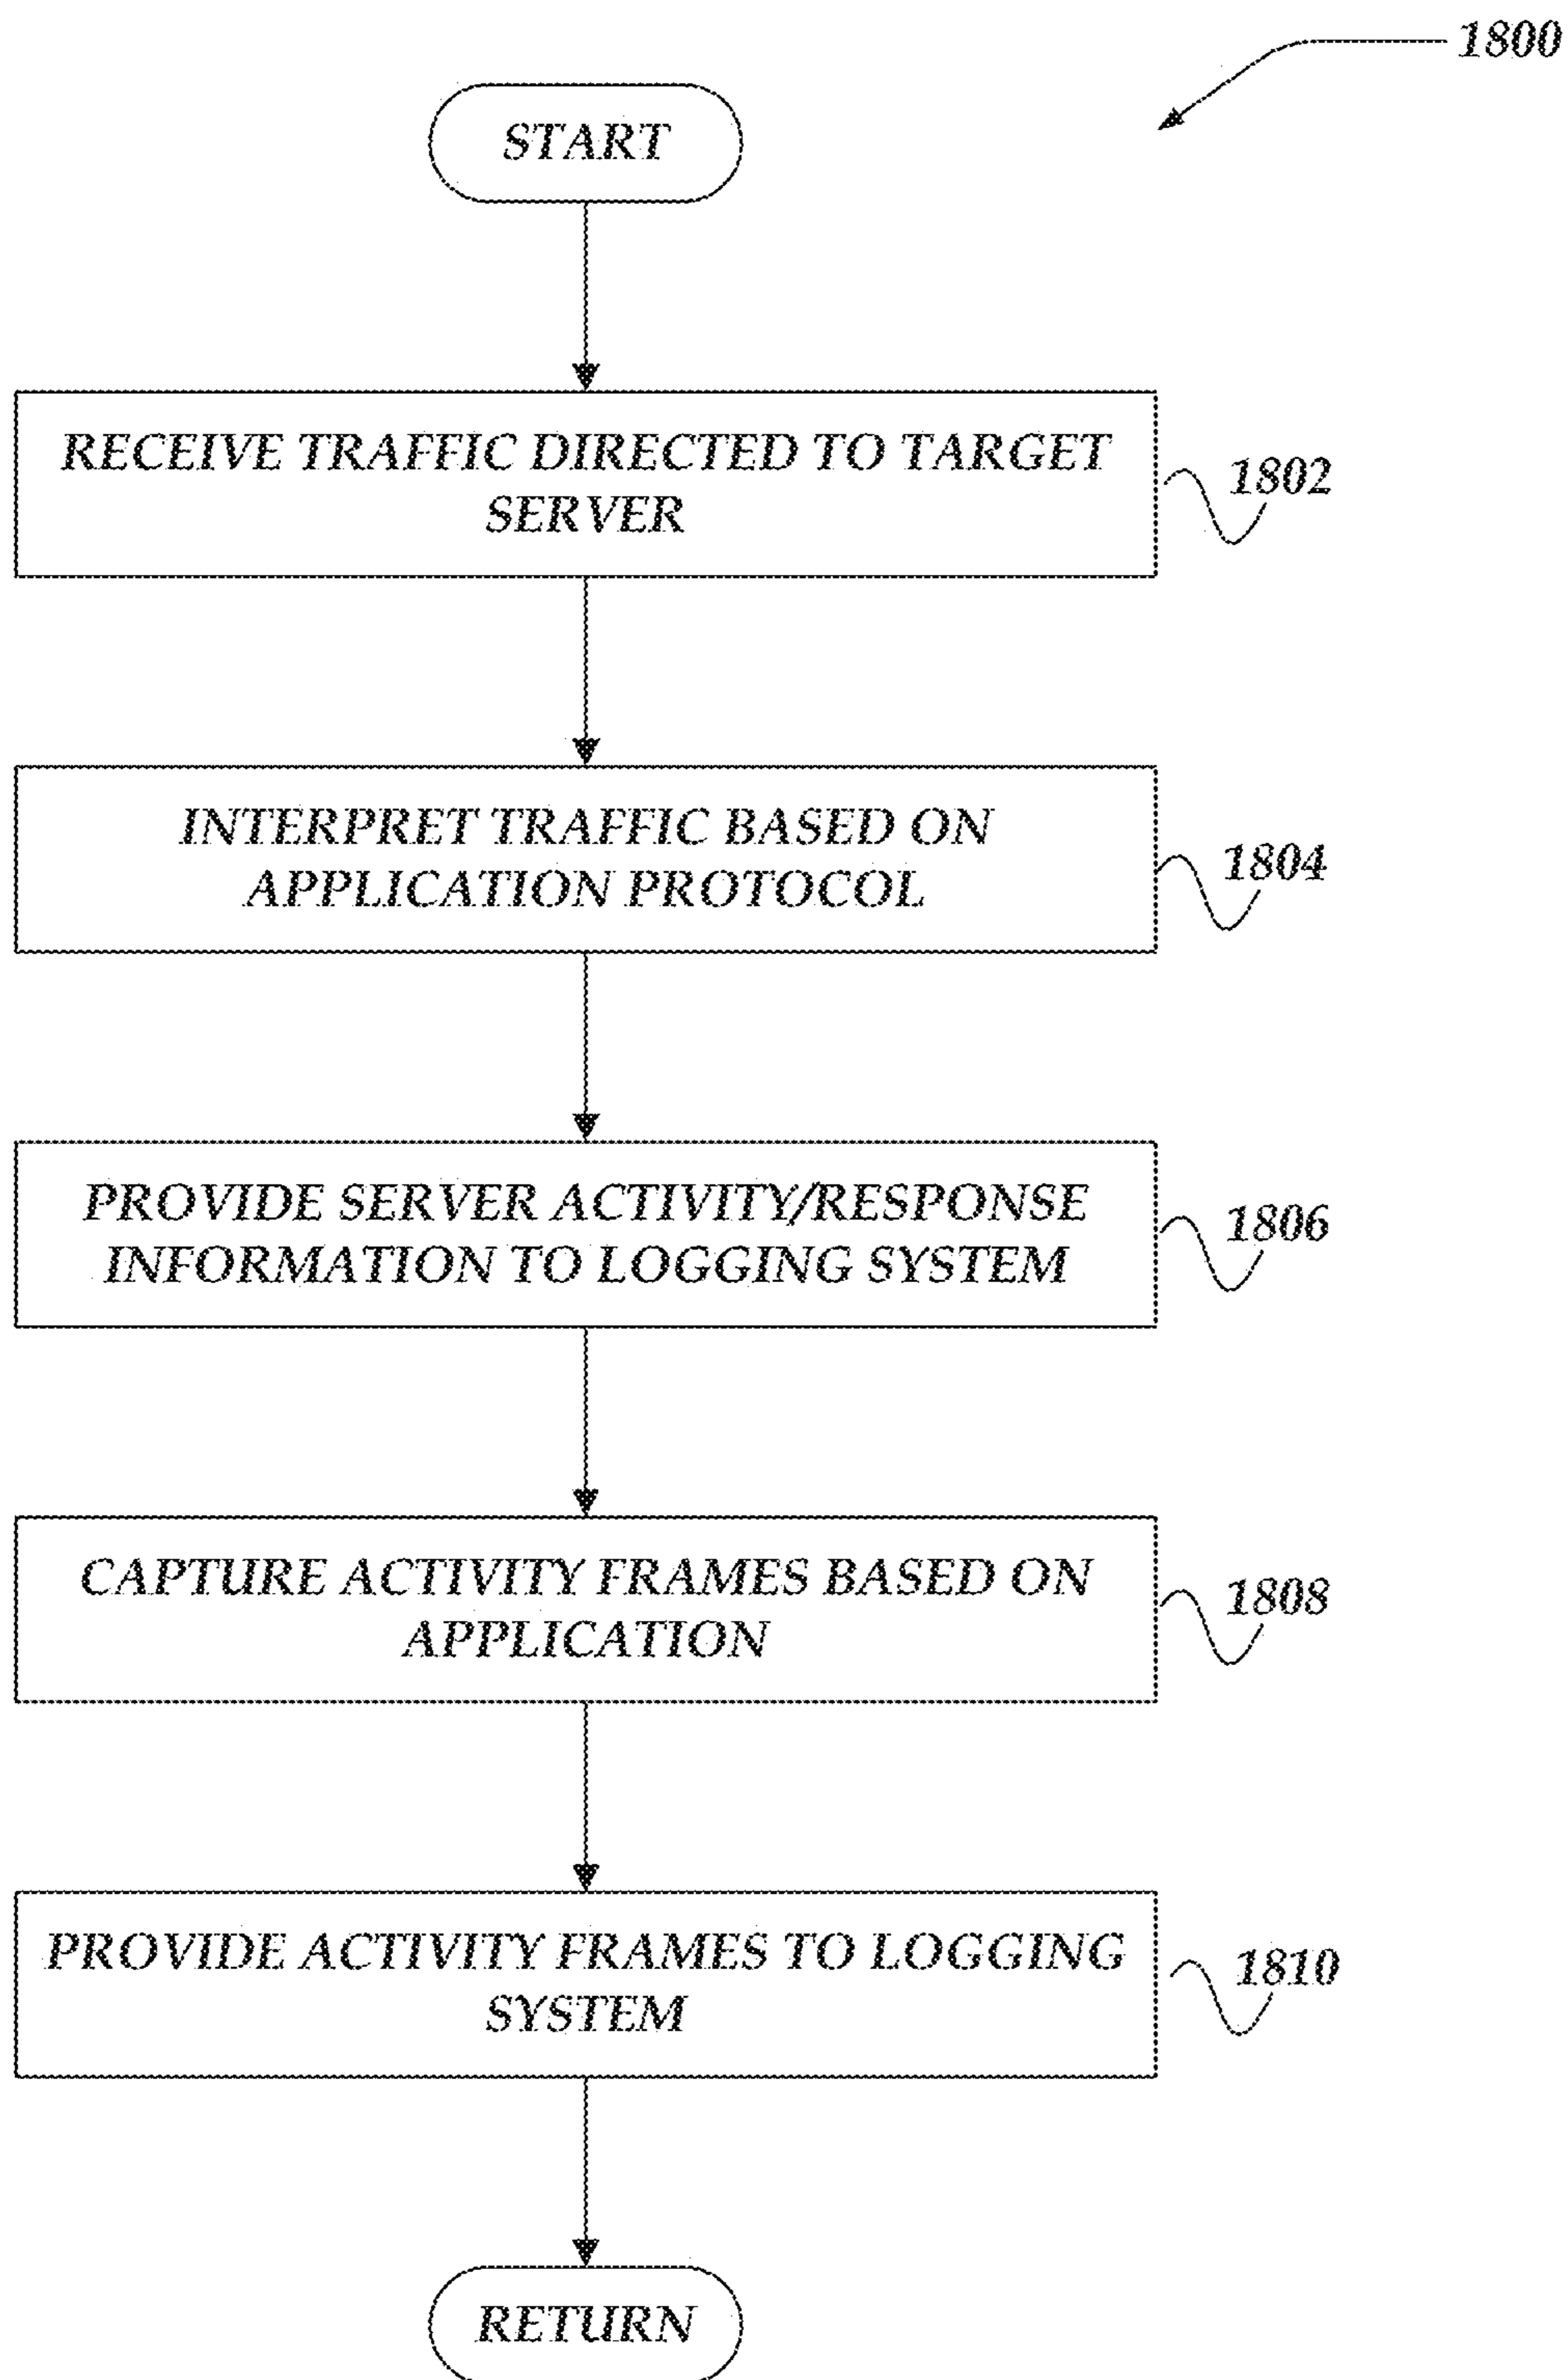 1800
START
RECEIVE TRAFFIC DIRECTED TO TARGET
SERVER
1802
INTERPRET TRAFFIC BASED ON
APPLICATION PROTOCOL
1804
PROVIDE SERVER ACTIVITY/RESPONSE
INFORMATION TO LOGGING SYSTEM
1806
CAPTURE ACTIVITY FRAMES BASED ON
APPLICATION
1808
PROVIDE ACTIVITY FRAMES TO LOGGING
SYSTEM
1810
RETURN